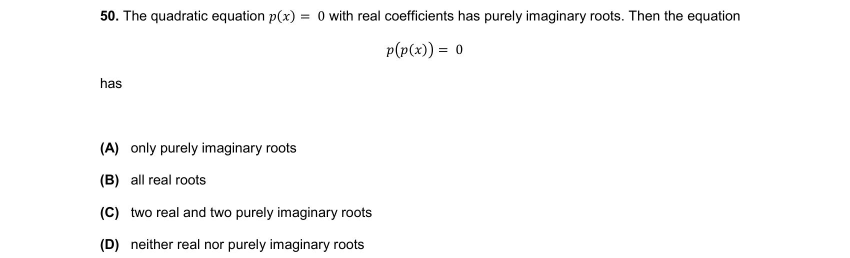 50. The quadratic equation p(x) = 0 with real coefficients has purely imaginary roots. Then the equation
p(p(x)) = 0
has
(A) only purely imaginary roots
(B) all real roots
(C) two real and two purely imaginary roots
(D) neither real nor purely imaginary roots